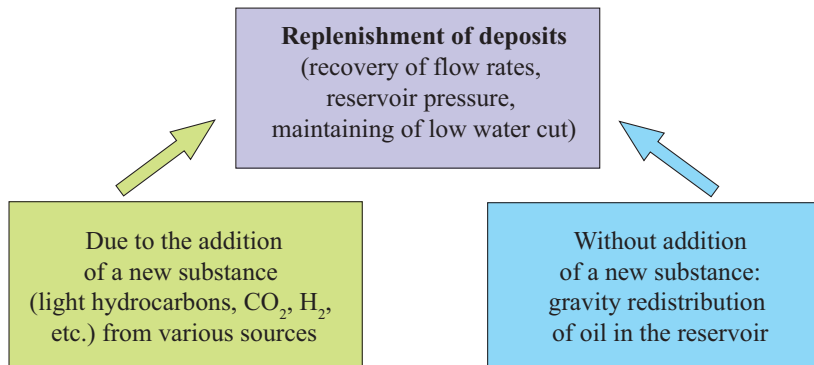 Replenishment of deposits
(recovery of flow rates,
reservoir pressure,
maintaining of low water cut)
Due to the addition
of a new substance
(light hydrocarbons, CO₂, H₂,
etc.) from various sources
Without addition
of a new substance:
gravity redistribution
of oil in the reservoir